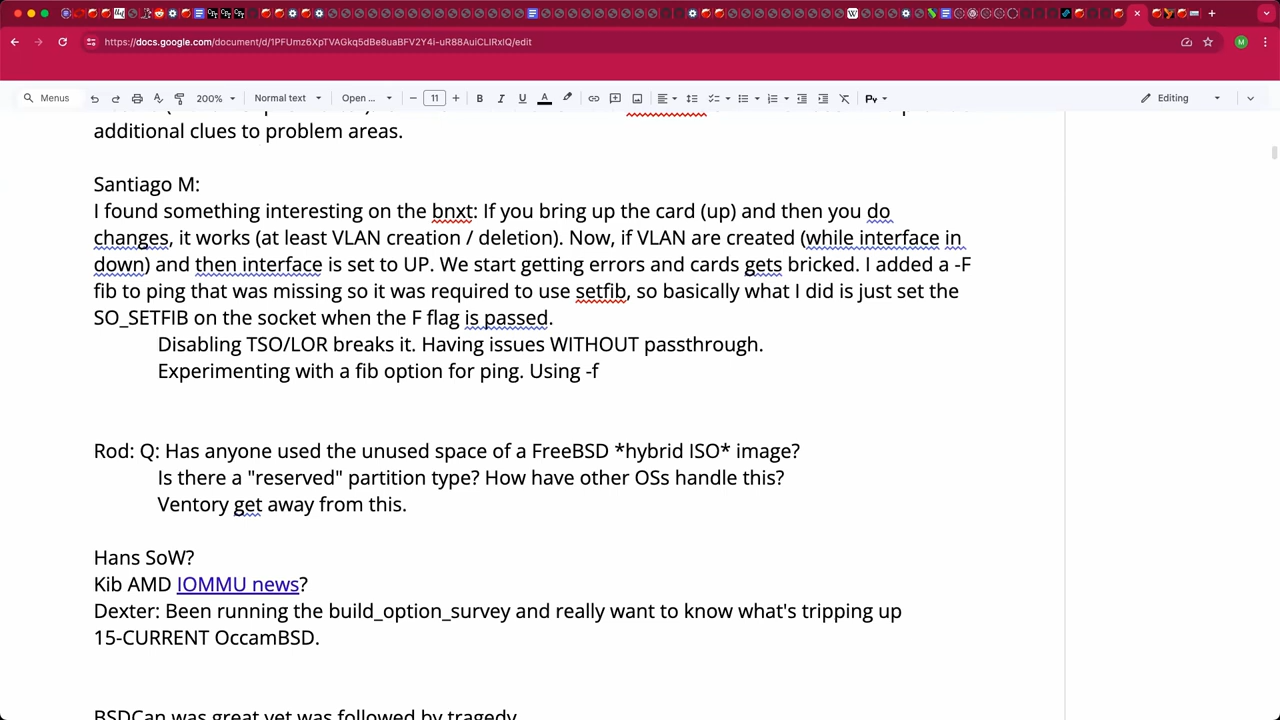 https://docs.google.com/document/d/1PFUmz6XpTVAGkq5dBe8uaBFV2Y4i-uR88AuiCLIRxIQ/edit
M
Menus
200%
Normal text
Open ...
11
Editing
additional clues to problem areas.
Santiago M:
I found something interesting on the bnxt: If you bring up the card (up) and then you do
changes, it works (at least VLAN creation / deletion). Now, if VLAN are created (while interface in
down) and then interface is set to UP. We start getting errors and cards gets bricked. I added a -F
fib to ping that was missing so it was required to use setfib, so basically what I did is just set the
SO_SETFIB on the socket when the F flag is passed.
Disabling TSO/LOR breaks it. Having issues WITHOUT passthrough.
Experimenting with a fib option for ping. Using -f
Rod: Q: Has anyone used the unused space of a FreeBSD *hybrid ISO* image?
Is there a "reserved" partition type? How have other OSs handle this?
Ventory get away from this.
Hans SoW?
Kib AMD IOMMU news?
Dexter: Been running the build_option_survey and really want to know what's tripping up
15-CURRENT OccamBSD.
BSDCan was great yet was followed by tragedy